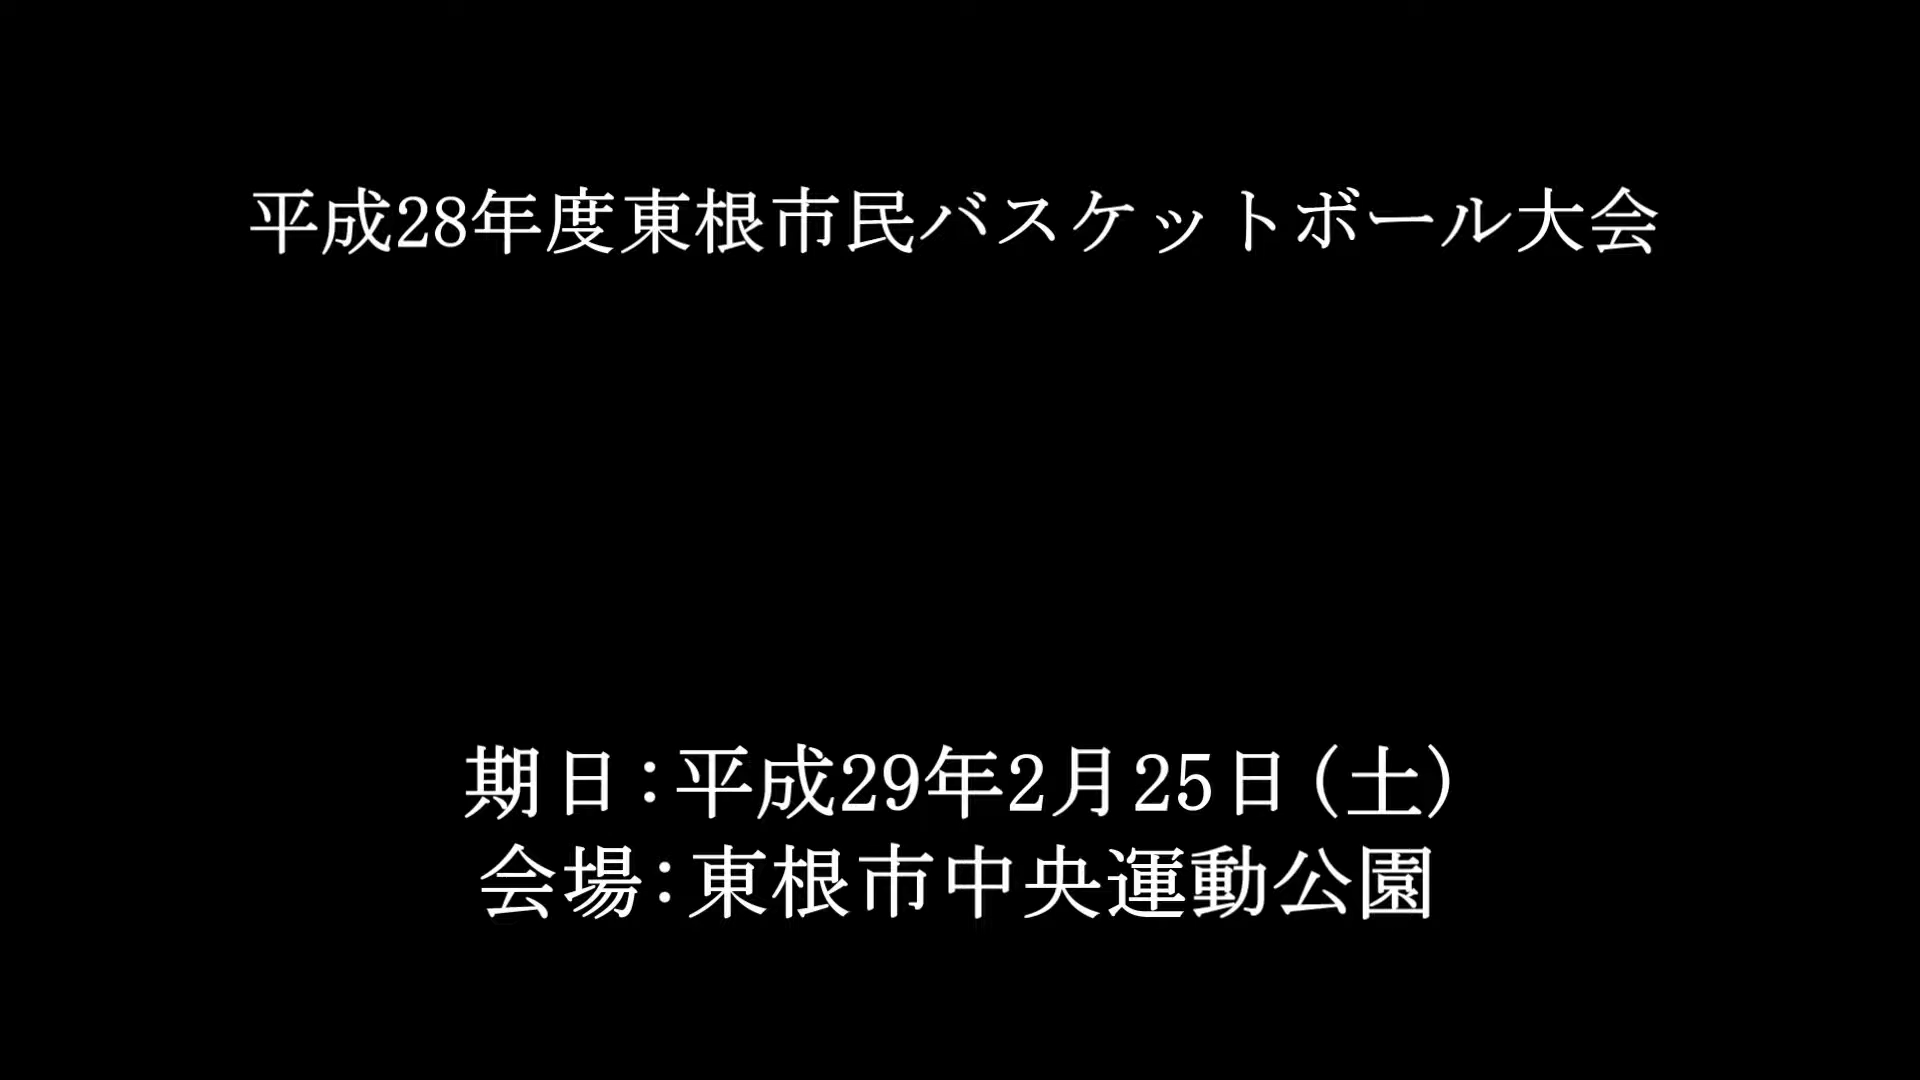 平成28年度東根市民バスケットボール大会
期日:平成29年2月25日(土)
会場:東根市中央運動公園